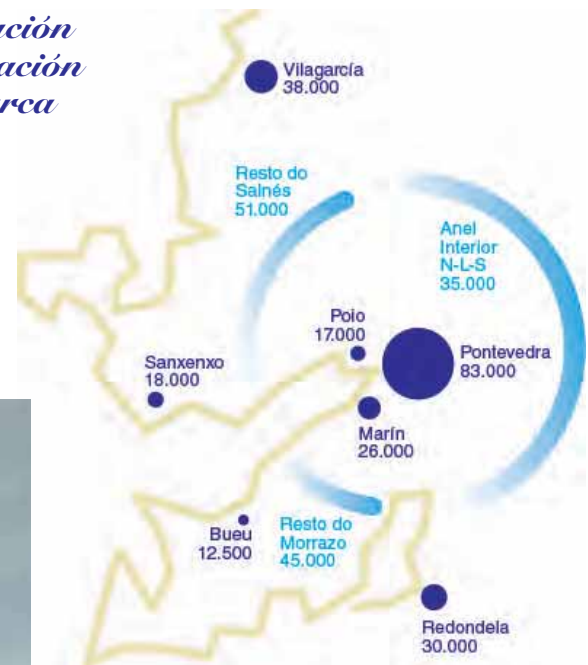 ación
ación
rca
Vilagarcía
38.000
Resto do
Salnés
51.000
Anel
Interior
N-L-S
35.000
Poio
17.000
Pontevedra
83.000
Sanxenxo
18.000
Marín
26.000
Bueu
12.500
Resto do
Morrazo
45.000
Redondela
30.000